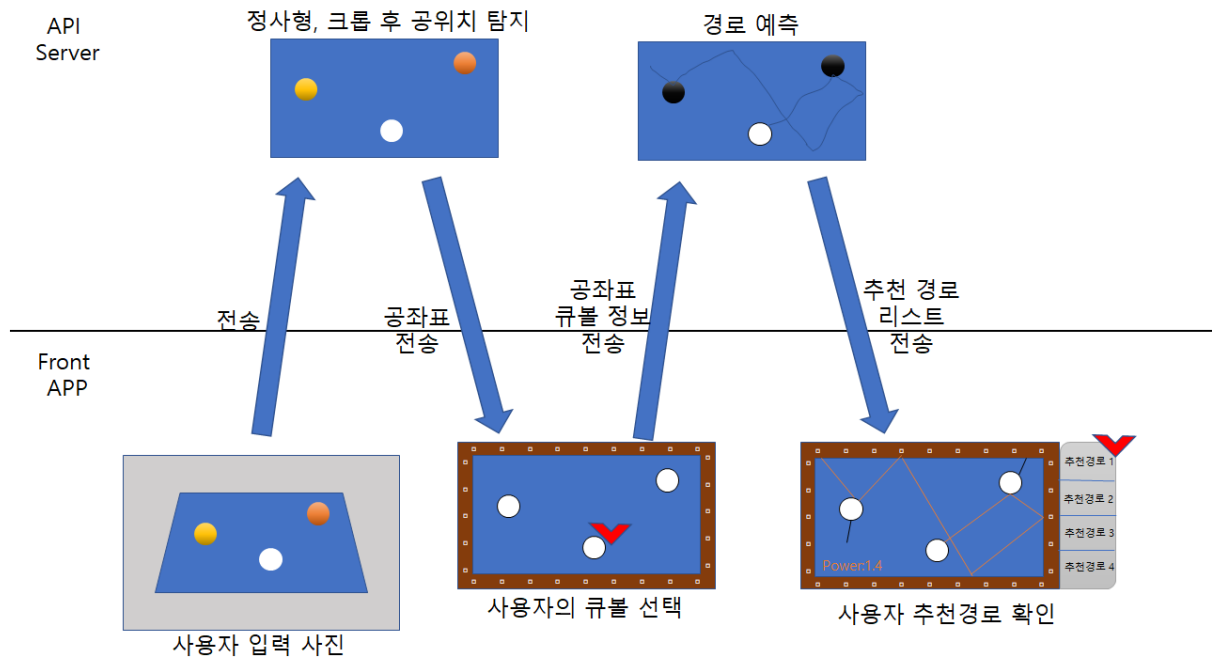 API
Server
정사형, 크롭 후 공위치 탐지
경로 예측
전송
공좌표
전송
공좌표
큐볼 정보
전송
추천 경로
리스트
전송
Front
APP
사용자 입력 사진
사용자의 큐볼 선택
Power:1.4
추천경로 1
추천경로 2
추천경로 3
추천경로 4
사용자 추천경로 확인